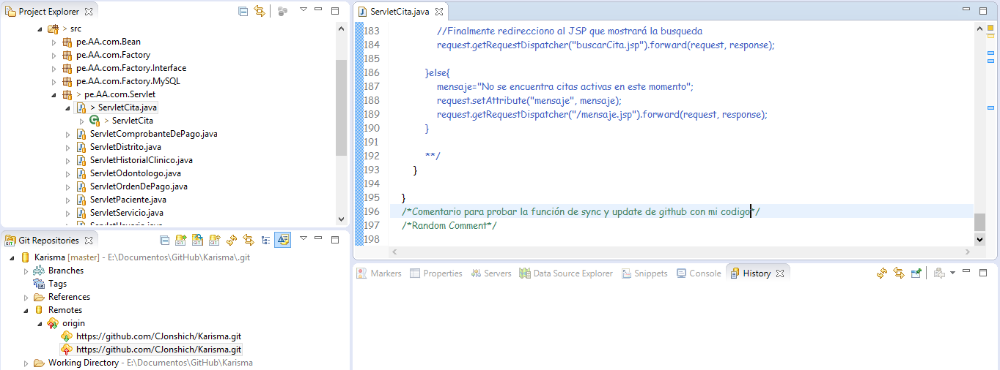 Project Explorer
> src
pe.AA.com.Bean
pe.AA.com.Factory
pe.AA.com.Factory.Interface
pe.AA.com.Factory.MySQL
> pe.AA.com.Servlet
> ServletCita.java
> ServletCita
ServletComprobanteDePago.java
ServletDistrito.java
ServletHistorialClinico.java
ServletOdontologo.java
ServletOrdenDePago.java
ServletPaciente.java
ServletServicio.java
Git Repositories
Karisma [master] - E:\Documentos\GitHub\Karisma\.git
Branches
Tags
References
Remotes
origin
https://github.com/CJonshich/Karisma.git
https://github.com/CJonshich/Karisma.git
Working Directory - E:\Documentos\GitHub\Karisma
ServletCita.java
183 //Finalmente redirecciono al JSP que mostrará la busqueda
184 request.getRequestDispatcher("buscarCita.jsp").forward(request, response);
185
186 }else{
187 mensaje="No se encuentra citas activas en este momento";
188 request.setAttribute("mensaje", mensaje);
189 request.getRequestDispatcher("/mensaje.jsp").forward(request, response);
190 }
191
192 **/
193 }
194
195 }
196 /*Comentario para probar la función de sync y update de github con mi codigo*/
197 /*Random Comment*/
198
Markers Properties Servers Data Source Explorer Snippets Console History